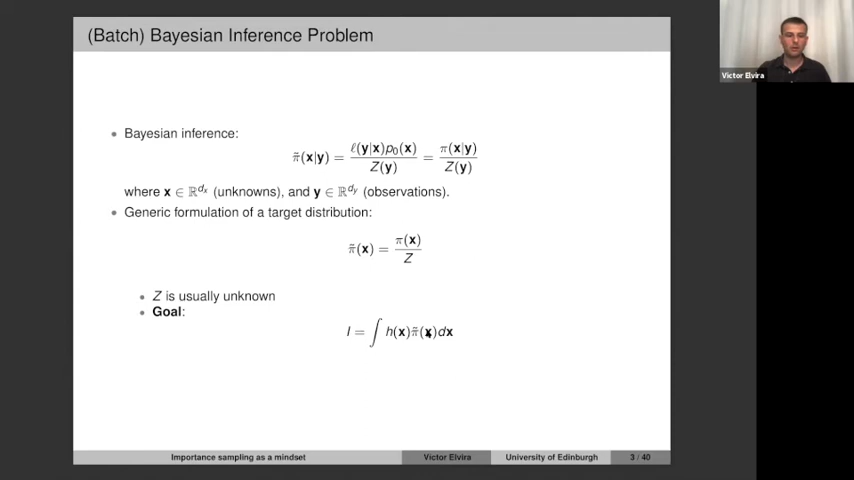 (Batch) Bayesian Inference Problem
Victor Elvira
• Bayesian inference:
π̃(x|y) = ℓ(y|x)p₀(x) / Z(y) = π(x|y) / Z(y)
where x ∈ ℝ^{d_x} (unknowns), and y ∈ ℝ^{d_y} (observations).
• Generic formulation of a target distribution:
π̃(x) = π(x) / Z
• Z is usually unknown
• Goal:
I = ∫ h(x)π̃(x)dx
Importance sampling as a mindset
Víctor Elvira
University of Edinburgh
3 / 40